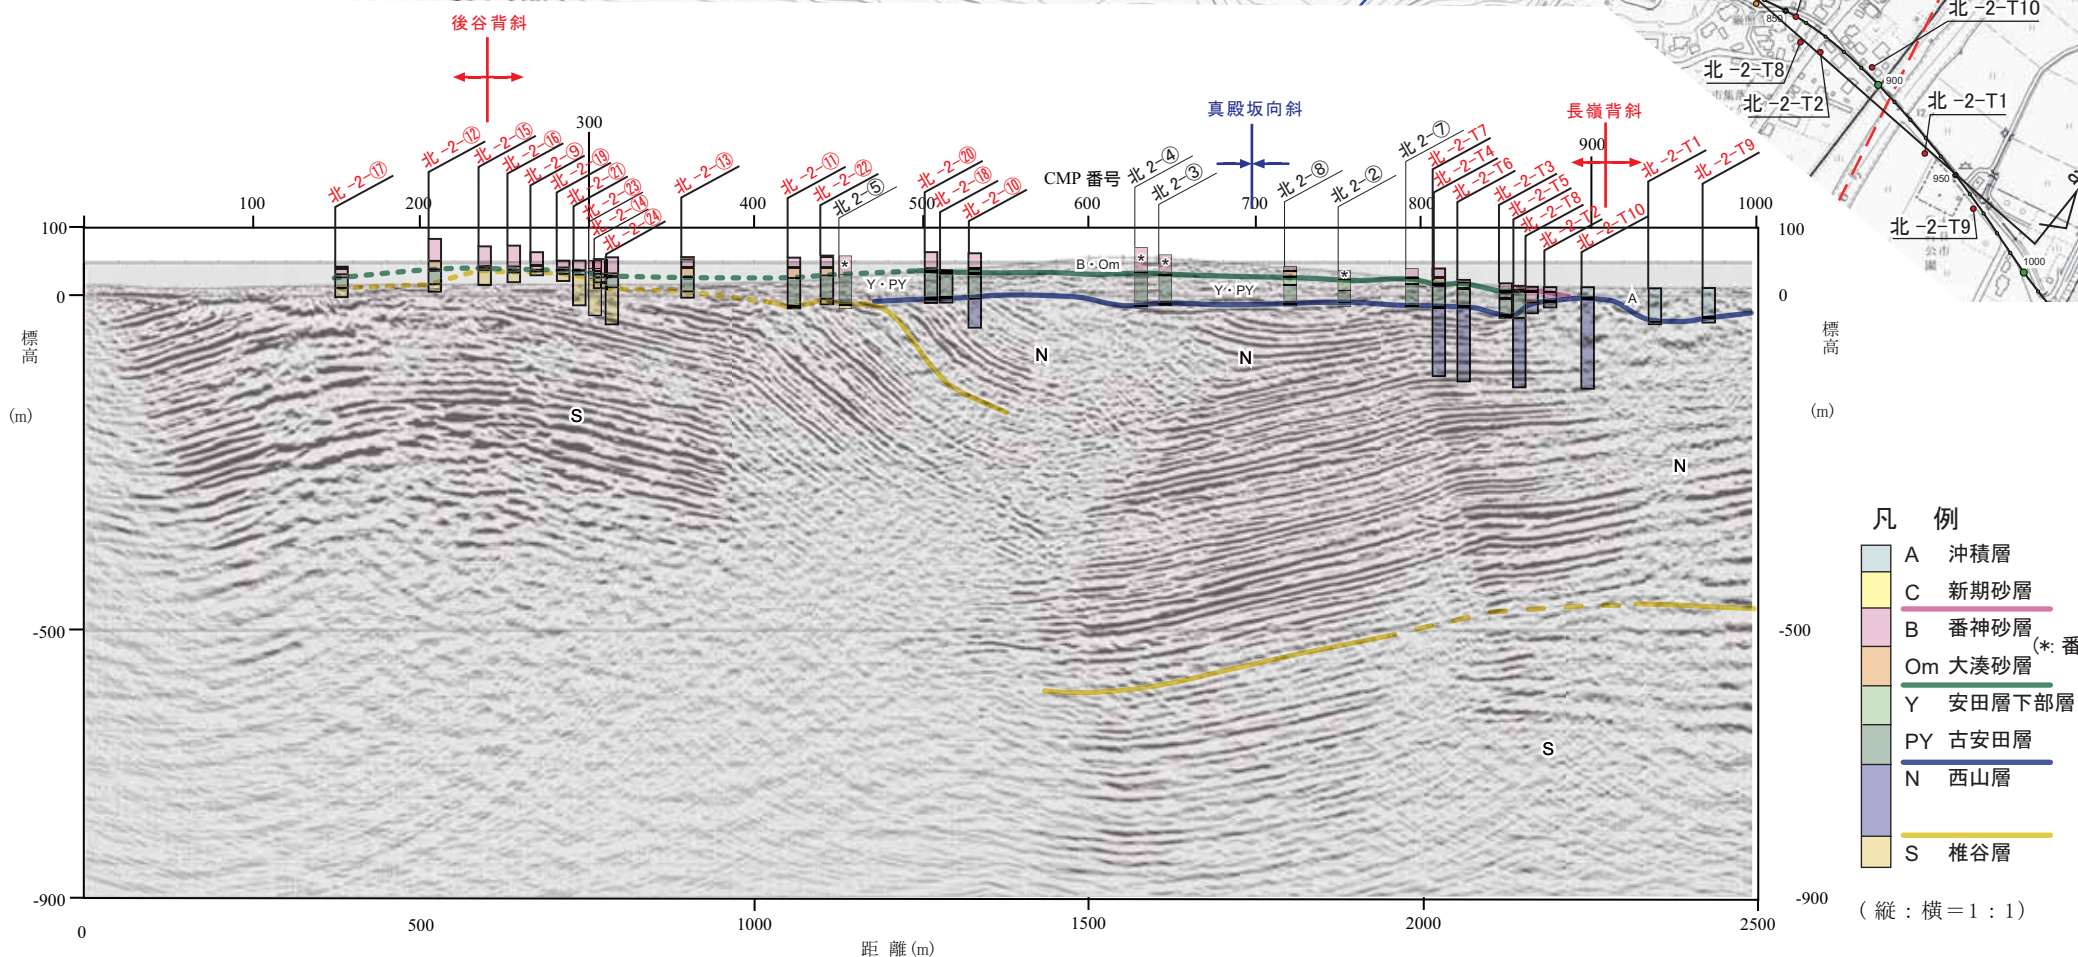 後谷背斜
真殿坂向斜
長嶺背斜
300
900
北 -2-⑰
北 -2-⑫
北 -2-⑮
北 -2-⑯
北 -2-⑨
北 -2-⑲
北 -2-㉑
北 -2-㉓
北 -2-⑭
北 -2-㉔
北 -2-⑬
北 -2-⑪
北 -2-㉒
北 2-⑤
北 -2-⑳
北 -2-⑱
北 -2-⑩
CMP 番号
北 2-④
北 2-③
北 2-⑧
北 2-②
北 2-⑦
北 -2-T7
北 -2-T4
北 -2-T6
北 -2-T3
北 -2-T5
北 -2-T8
北 -2-T2
北 -2-T10
北 -2-T1
北 -2-T9
100 200 400 500 600 700 800 1000
100
0
-500
-900
標高
(m)
100
0
-500
-900
標高
(m)
* * * *
B・Om
Y・PY
Y・PY
A
N
N
N
S
S
0 500 1000 1500 2000 2500
距 離 (m)
北 -2-T10
北 -2-T8
北 -2-T2
北 -2-T1
北 -2-T9
850
900
950
1000
公園
凡 例
A 沖積層
C 新期砂層
B 番神砂層
(*: 番
Om 大湊砂層
Y 安田層下部層
PY 古安田層
N 西山層
S 椎谷層
( 縦 : 横 = 1 : 1 )